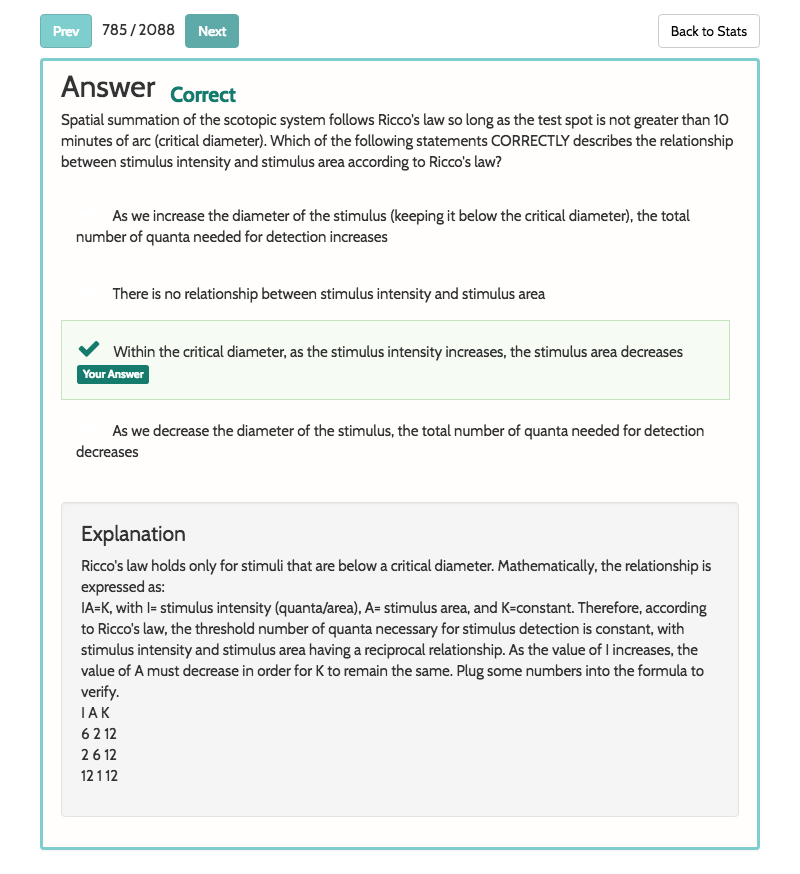 Prev 785 / 2088 Next Back to Stats
Answer Correct
Spatial summation of the scotopic system follows Ricco's law so long as the test spot is not greater than 10
minutes of arc (critical diameter). Which of the following statements CORRECTLY describes the relationship
between stimulus intensity and stimulus area according to Ricco's law?
As we increase the diameter of the stimulus (keeping it below the critical diameter), the total
number of quanta needed for detection increases
There is no relationship between stimulus intensity and stimulus area
Within the critical diameter, as the stimulus intensity increases, the stimulus area decreases
Your Answer
As we decrease the diameter of the stimulus, the total number of quanta needed for detection
decreases
Explanation
Ricco's law holds only for stimuli that are below a critical diameter. Mathematically, the relationship is
expressed as:
IA=K, with I= stimulus intensity (quanta/area), A= stimulus area, and K=constant. Therefore, according
to Ricco's law, the threshold number of quanta necessary for stimulus detection is constant, with
stimulus intensity and stimulus area having a reciprocal relationship. As the value of I increases, the
value of A must decrease in order for K to remain the same. Plug some numbers into the formula to
verify.
I A K
6 2 12
2 6 12
12 1 12